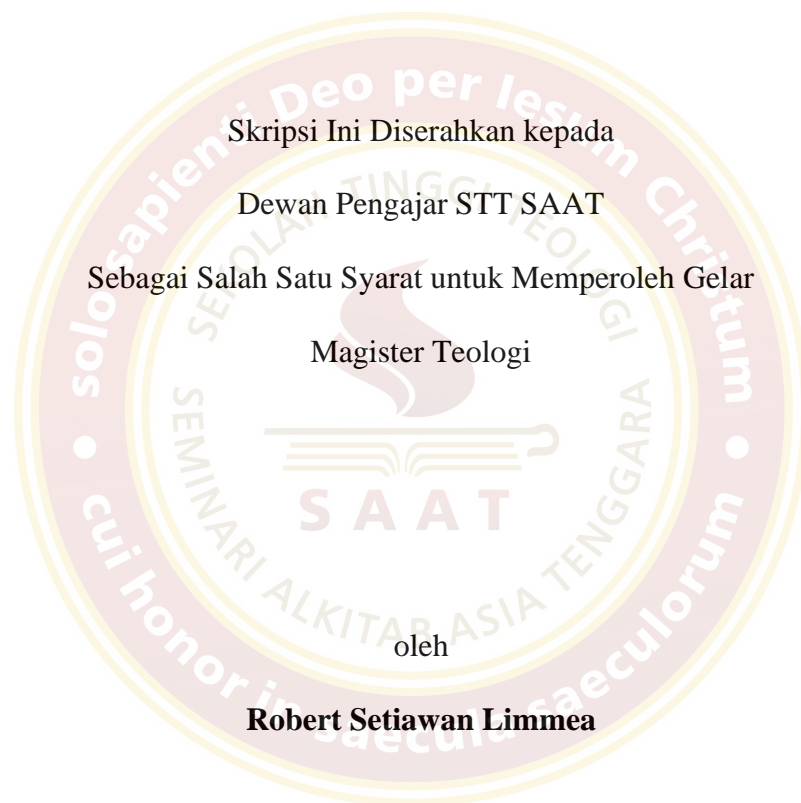 Skripsi Ini Diserahkan kepada
Dewan Pengajar STT SAAT
Sebagai Salah Satu Syarat untuk Memperoleh Gelar
Magister Teologi
oleh
Robert Setiawan Limmea
solo sapienti Deo per Iesum Christum
cui honor in saecula saeculorum
SEKOLAH TINGGI TEOLOGI
SEMINARI ALKITAB ASIA TENGGARA
SAAT